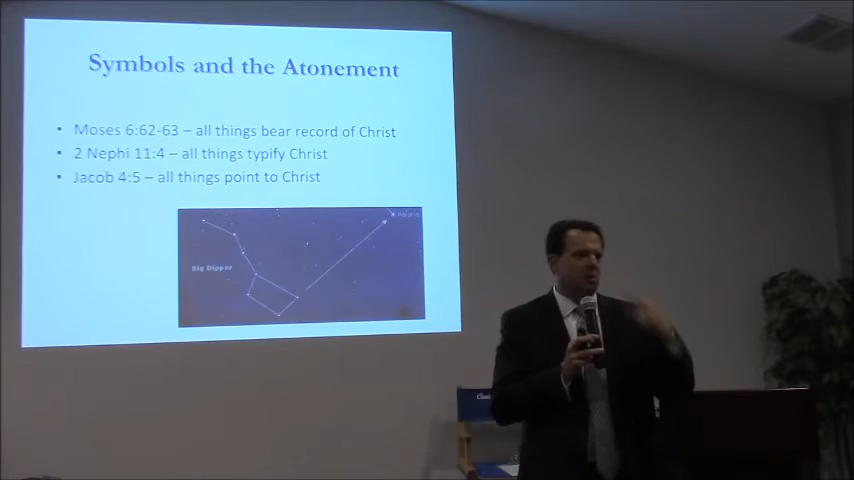 Symbols and the Atonement
• Moses 6:62-63 – all things bear record of Christ
• 2 Nephi 11:4 – all things typify Christ
• Jacob 4:5 – all things point to Christ
Polaris
Big Dipper